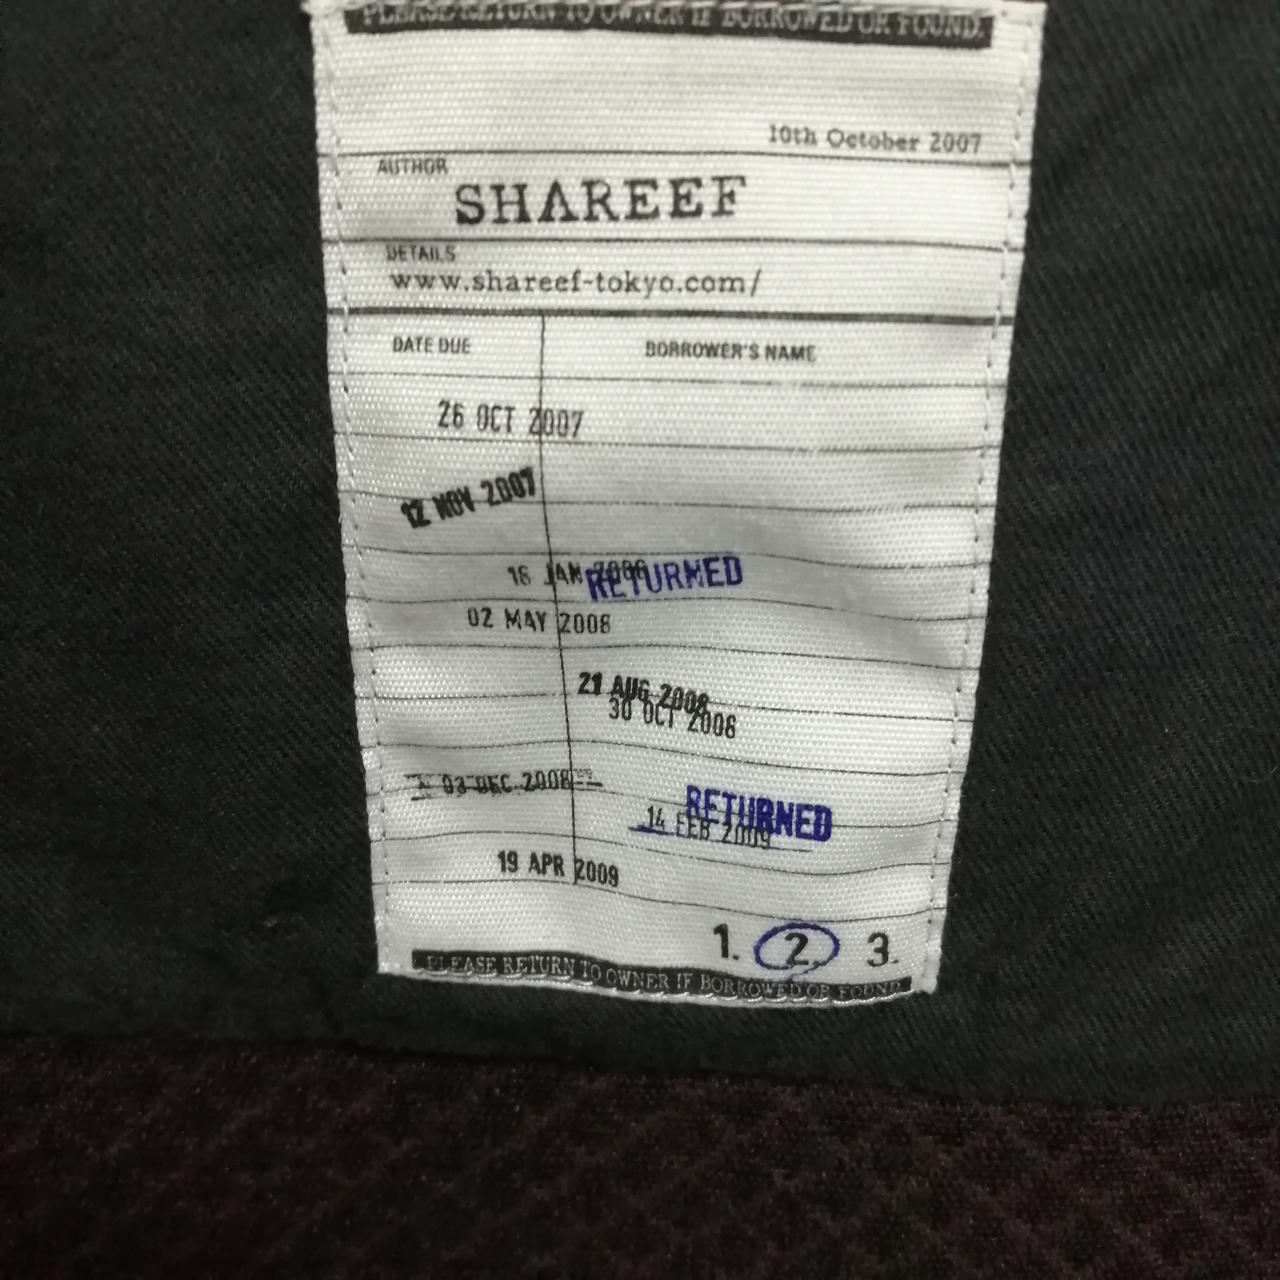 PLEASE RETURN TO OWNER IF BORROWED OR FOUND.
10th October 2007
AUTHOR
SHAREEF
DETAILS
www.shareef-tokyo.com/
DATE DUE BORROWER'S NAME
26 OCT 2007
12 NOV 2007
16 JAN RETURNED
02 MAY 2008
21 AUG 2008
30 OCT 2008
03 DEC 2008
RETURNED
14 FEB 2009
19 APR 2009
1. 2. 3.
PLEASE RETURN TO OWNER IF BORROWED OR FOUND.